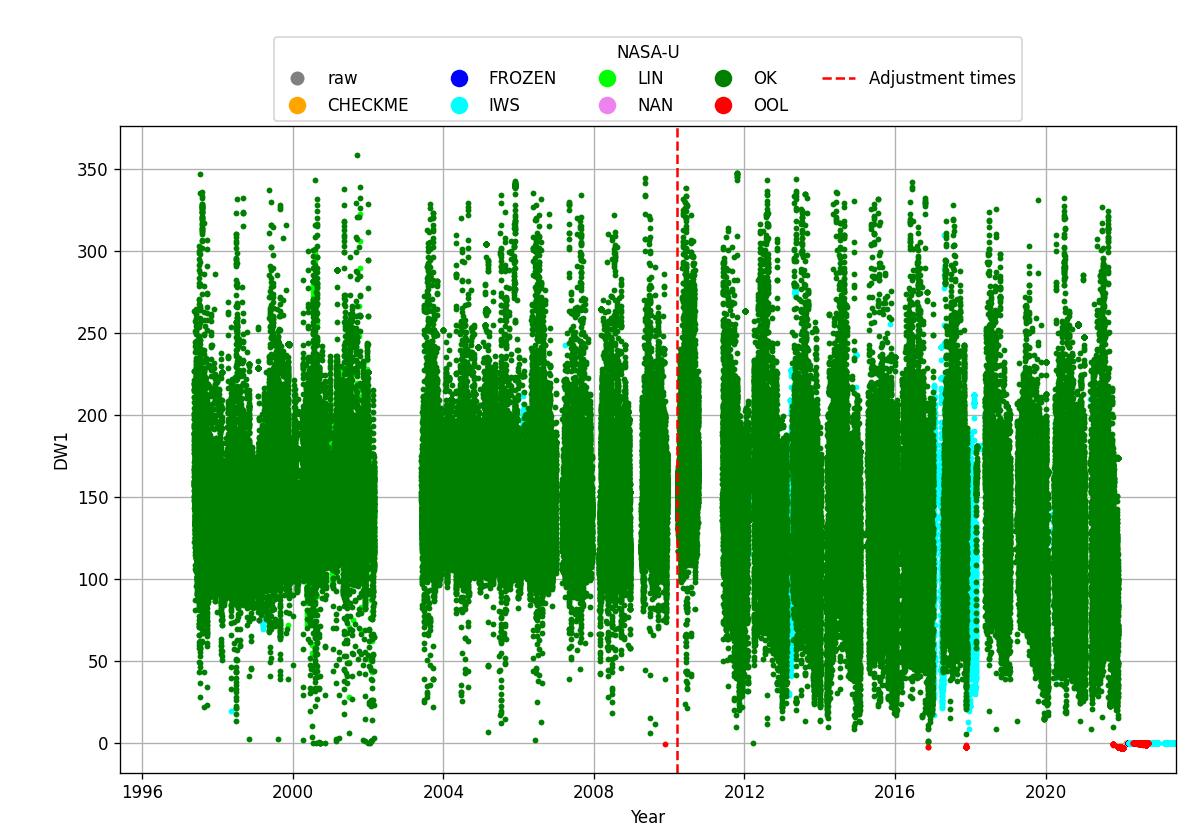 NASA-U
raw FROZEN LIN OK Adjustment times
CHECKME IWS NAN OOL
350
300
250
200
150
100
50
0
DW1
1996 2000 2004 2008 2012 2016 2020
Year